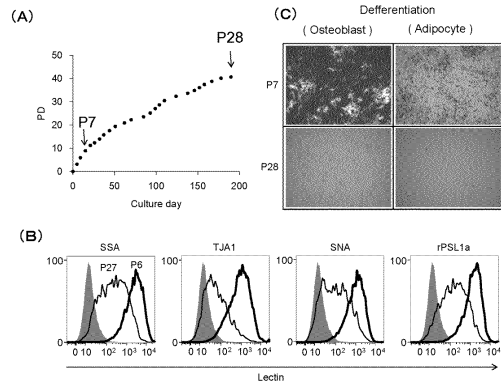 (A)
P28
P7
PD
50
40
30
20
10
0
0 50 100 150 200
Culture day
(C)
Defferentiation
( Osteoblast ) ( Adipocyte )
P7
P28
(B)
SSA TJA1 SNA rPSL1a
100 100 100 100
P27 P6
0 0 0 0
0 10 10² 10³ 10⁴ 0 10 10² 10³ 10⁴ 0 10 10² 10³ 10⁴ 0 10 10² 10³ 10⁴
Lectin